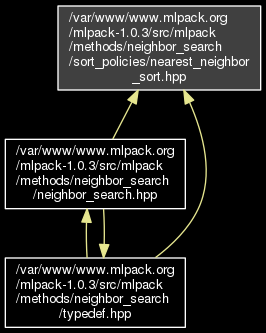 /var/www/www.mlpack.org
/mlpack-1.0.3/src/mlpack
/methods/neighbor_search
/sort_policies/nearest_neighbor
_sort.hpp
/var/www/www.mlpack.org
/mlpack-1.0.3/src/mlpack
/methods/neighbor_search
/neighbor_search.hpp
/var/www/www.mlpack.org
/mlpack-1.0.3/src/mlpack
/methods/neighbor_search
/typedef.hpp